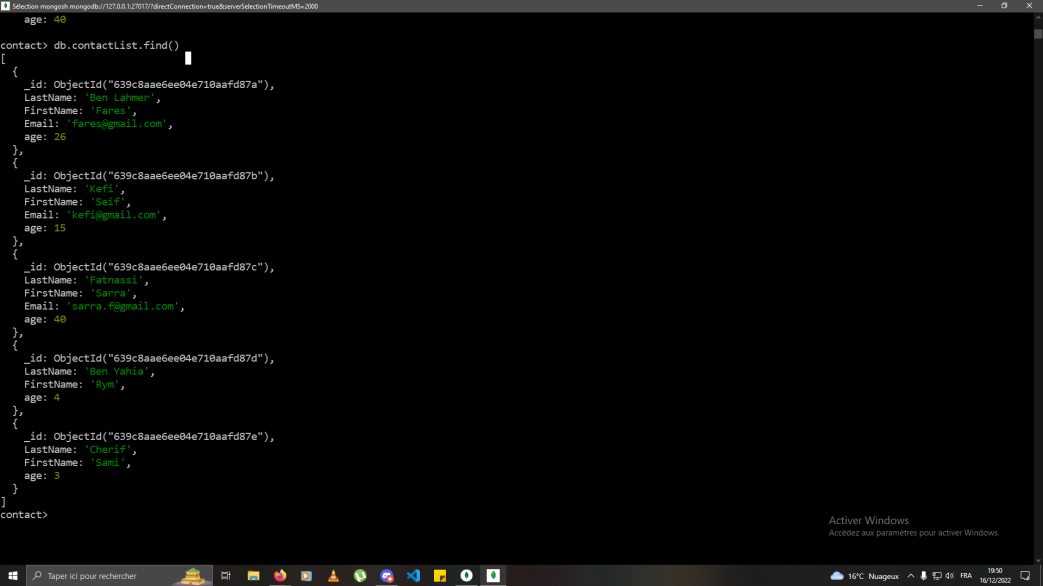 Sélection mongosh mongodb://127.0.0.1:27017/?directConnection=true&serverSelectionTimeoutMS=2000
age: 40
contact> db.contactList.find()
[
{
_id: ObjectId("639c8aae6ee04e710aafd87a"),
LastName: 'Ben Lahmer',
FirstName: 'Fares',
Email: 'fares@gmail.com',
age: 26
},
{
_id: ObjectId("639c8aae6ee04e710aafd87b"),
LastName: 'Kefi',
FirstName: 'Seif',
Email: 'kefi@gmail.com',
age: 15
},
{
_id: ObjectId("639c8aae6ee04e710aafd87c"),
LastName: 'Fatnassi',
FirstName: 'Sarra',
Email: 'sarra.f@gmail.com',
age: 40
},
{
_id: ObjectId("639c8aae6ee04e710aafd87d"),
LastName: 'Ben Yahia',
FirstName: 'Rym',
age: 4
},
{
_id: ObjectId("639c8aae6ee04e710aafd87e"),
LastName: 'Cherif',
FirstName: 'Sami',
age: 3
}
]
contact>
Activer Windows
Accédez aux paramètres pour activer Windows.
Taper ici pour rechercher
16°C Nuageux
FRA
19:50
16/12/2022